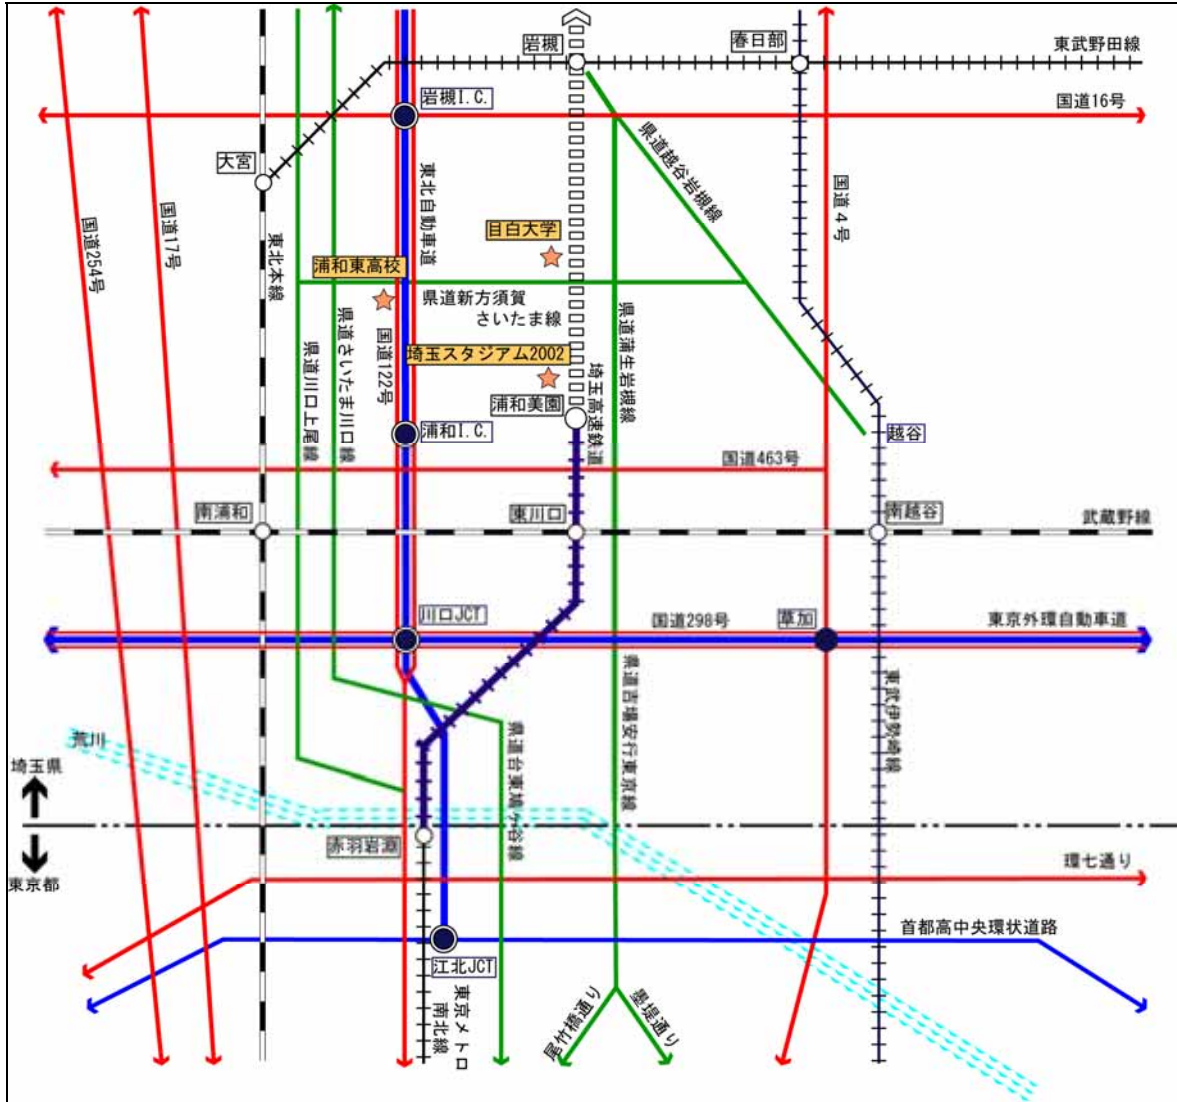 岩槻
春日部
東武野田線
岩槻I.C.
国道16号
大宮
県道越谷岩槻線
東北自動車道
国道4号
国道254号
国道17号
東北本線
目白大学
浦和東高校
県道新方須賀
さいたま線
県道川口上尾線
県道さいたま川口線
国道122号
埼玉スタジアム2002
県道蒲生岩槻線
埼玉高速鉄道
浦和美園
浦和I.C.
越谷
国道463号
南浦和
東川口
南越谷
武蔵野線
川口JCT
国道298号
草加
東京外環自動車道
県道吉場安行東京線
東武伊勢崎線
県道台東鳩ヶ谷線
荒川
埼玉県
東京都
赤羽岩淵
環七通り
首都高中央環状道路
江北JCT
東京メトロ
南北線
尾竹橋通り
墨堤通り